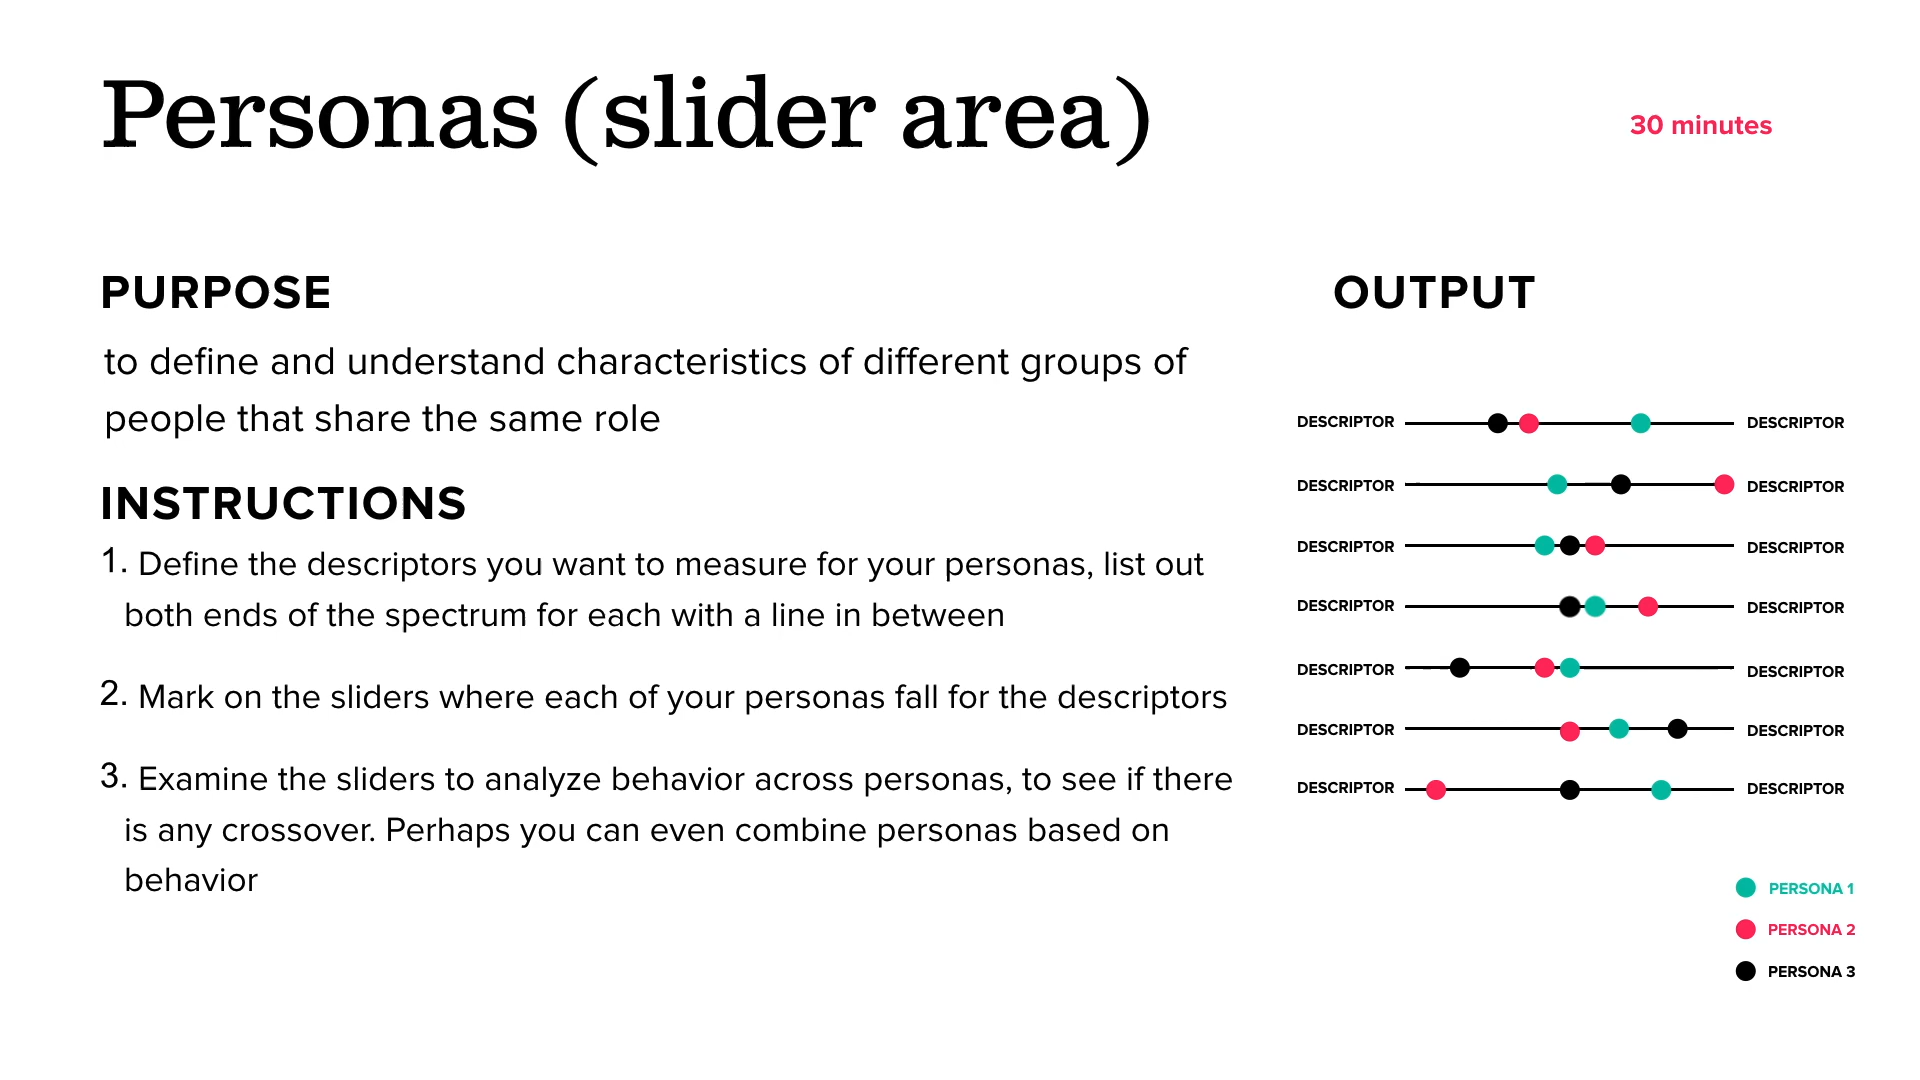 Personas (slider area)
30 minutes
PURPOSE
to define and understand characteristics of different groups of
people that share the same role
INSTRUCTIONS
1. Define the descriptors you want to measure for your personas, list out
both ends of the spectrum for each with a line in between
2. Mark on the sliders where each of your personas fall for the descriptors
3. Examine the sliders to analyze behavior across personas, to see if there
is any crossover. Perhaps you can even combine personas based on
behavior
OUTPUT
DESCRIPTOR DESCRIPTOR
DESCRIPTOR DESCRIPTOR
DESCRIPTOR DESCRIPTOR
DESCRIPTOR DESCRIPTOR
DESCRIPTOR DESCRIPTOR
DESCRIPTOR DESCRIPTOR
DESCRIPTOR DESCRIPTOR
PERSONA 1
PERSONA 2
PERSONA 3